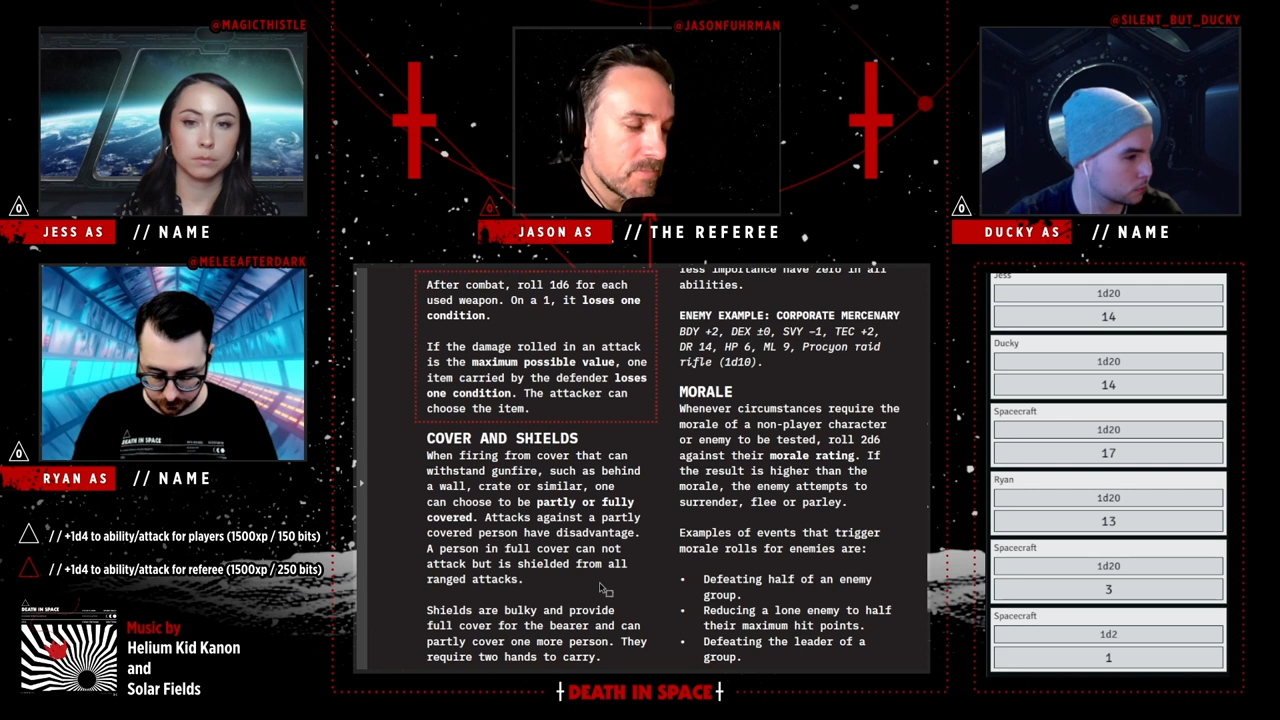 @MAGICTHISTLE
@JASONFUHRMAN
@SILENT_BUT_DUCKY
0
JESS AS // NAME
0
JASON AS // THE REFEREE
0
DUCKY AS // NAME
@MELEEAFTERDARK
DEATH IN SPACE
0
RYAN AS // NAME
// +1d4 to ability/attack for players (1500xp / 150 bits)
// +1d4 to ability/attack for referee (1500xp / 250 bits)
DEATH IN SPACE
Music by
Helium Kid Kanon
and
Solar Fields
After combat, roll 1d6 for each
used weapon. On a 1, it loses one
condition.
If the damage rolled in an attack
is the maximum possible value, one
item carried by the defender loses
one condition. The attacker can
choose the item.
COVER AND SHIELDS
When firing from cover that can
withstand gunfire, such as behind
a wall, crate or similar, one
can choose to be partly or fully
covered. Attacks against a partly
covered person have disadvantage.
A person in full cover can not
attack but is shielded from all
ranged attacks.
Shields are bulky and provide
full cover for the bearer and can
partly cover one more person. They
require two hands to carry.
less importance have zero in all
abilities.
ENEMY EXAMPLE: CORPORATE MERCENARY
BDY +2, DEX ±0, SVY −1, TEC +2,
DR 14, HP 6, ML 9, Procyon raid
rifle (1d10).
MORALE
Whenever circumstances require the
morale of a non-player character
or enemy to be tested, roll 2d6
against their morale rating. If
the result is higher than the
morale, the enemy attempts to
surrender, flee or parley.
Examples of events that trigger
morale rolls for enemies are:
• Defeating half of an enemy
group.
• Reducing a lone enemy to half
their maximum hit points.
• Defeating the leader of a
group.
Jess
1d20
14
Ducky
1d20
14
Spacecraft
1d20
17
Ryan
1d20
13
Spacecraft
1d20
3
Spacecraft
1d2
1
DEATH IN SPACE